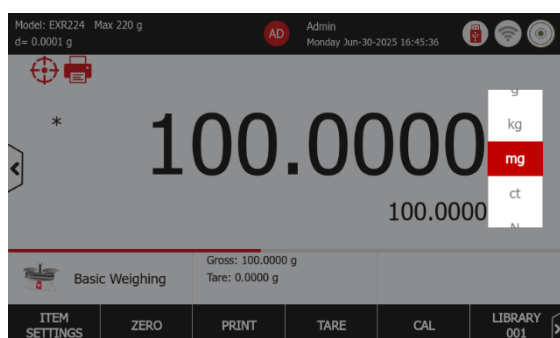 Model: EXR224 Max 220 g
d= 0.0001 g
AD
Admin
Monday Jun-30-2025 16:45:36
*
100.0000
g
kg
mg
ct
N
100.0000
Basic Weighing
Gross: 100.0000 g
Tare: 0.0000 g
ITEM SETTINGS
ZERO
PRINT
TARE
CAL
LIBRARY 001